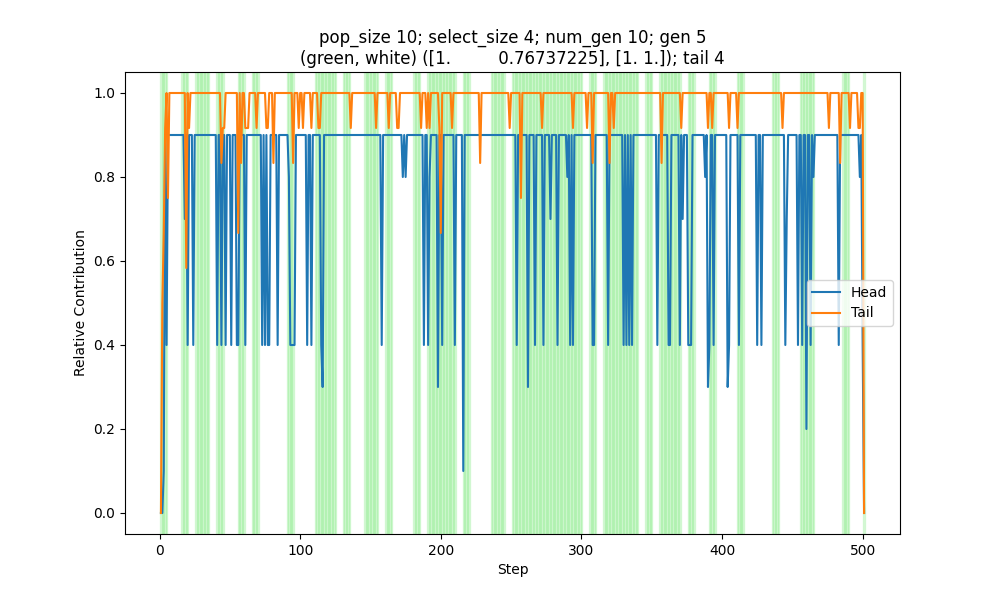 pop_size 10; select_size 4; num_gen 10; gen 5
(green, white) ([1.         0.76737225], [1. 1.]); tail 4
1.0
0.8
0.6
0.4
0.2
0.0
Relative Contribution
Head
Tail
0 100 200 300 400 500
Step